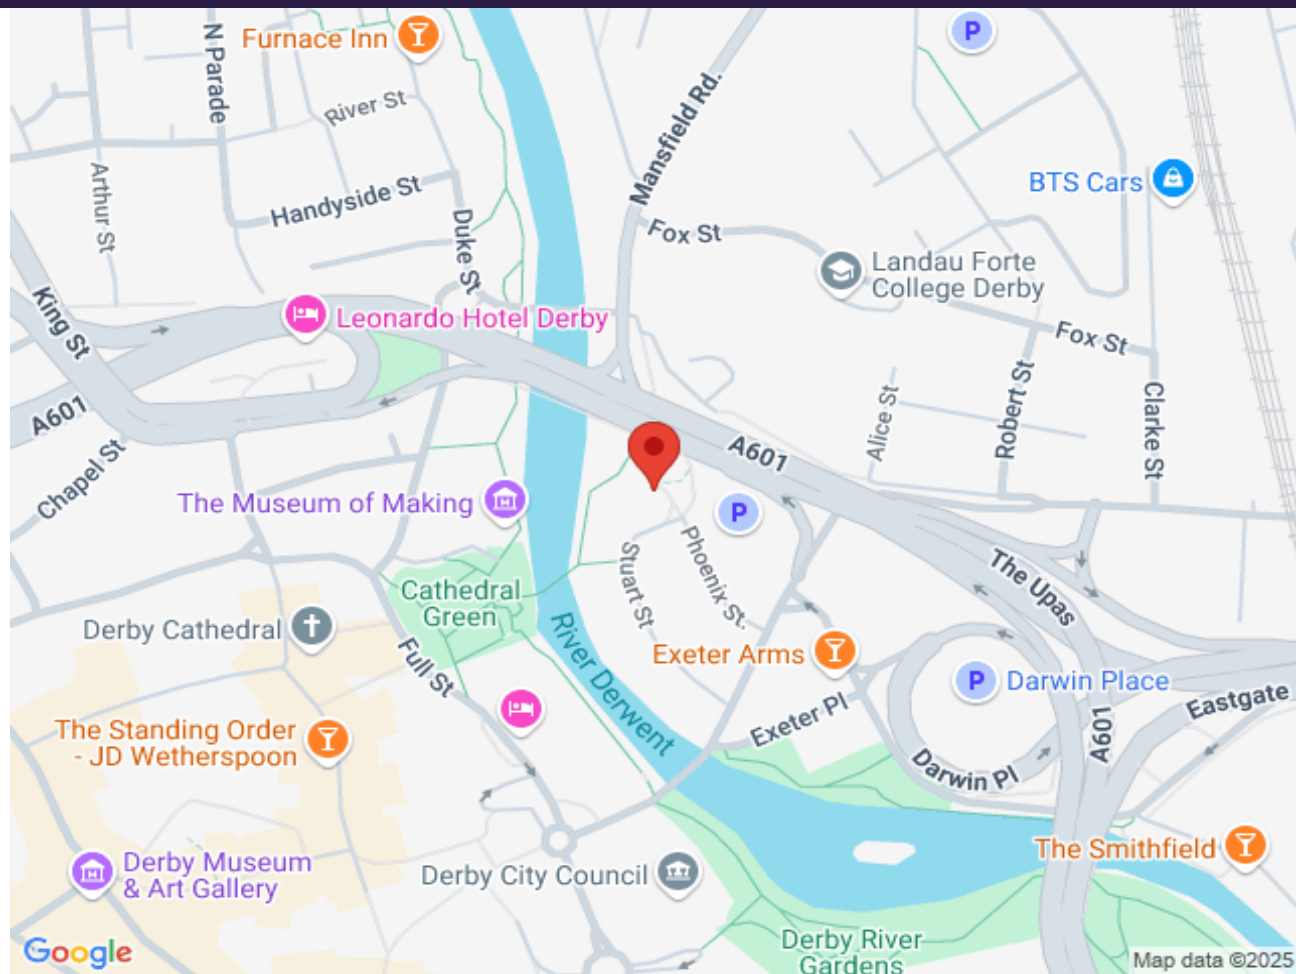 Furnace Inn
N Parade
River St
Mansfield Rd.
P
BTS Cars
Arthur St
Handyside St
Duke St
Fox St
Landau Forte
College Derby
King St
Leonardo Hotel Derby
Fox St
A601
Chapel St
Alice St
Robert St
Clarke St
A601
The Museum of Making
P
Phoenix St.
Stuart St
The Upas
Cathedral
Green
Derby Cathedral
Full St
River Derwent
Exeter Arms
P
Darwin Place
Eastgate
A601
The Standing Order
- JD Wetherspoon
Exeter Pl
Darwin Pl
The Smithfield
Derby Museum
& Art Gallery
Derby City Council
Derby River
Gardens
Google
Map data ©2025